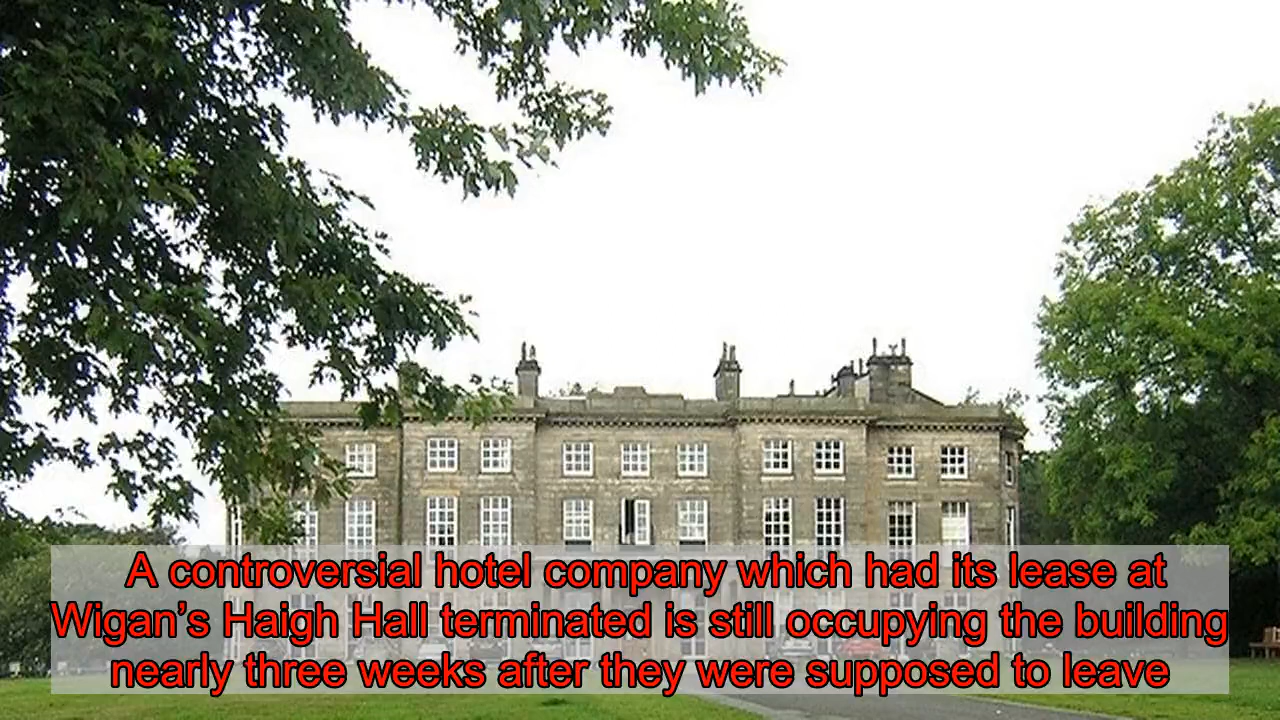 A controversial hotel company which had its lease at
Wigan’s Haigh Hall terminated is still occupying the building
nearly three weeks after they were supposed to leave